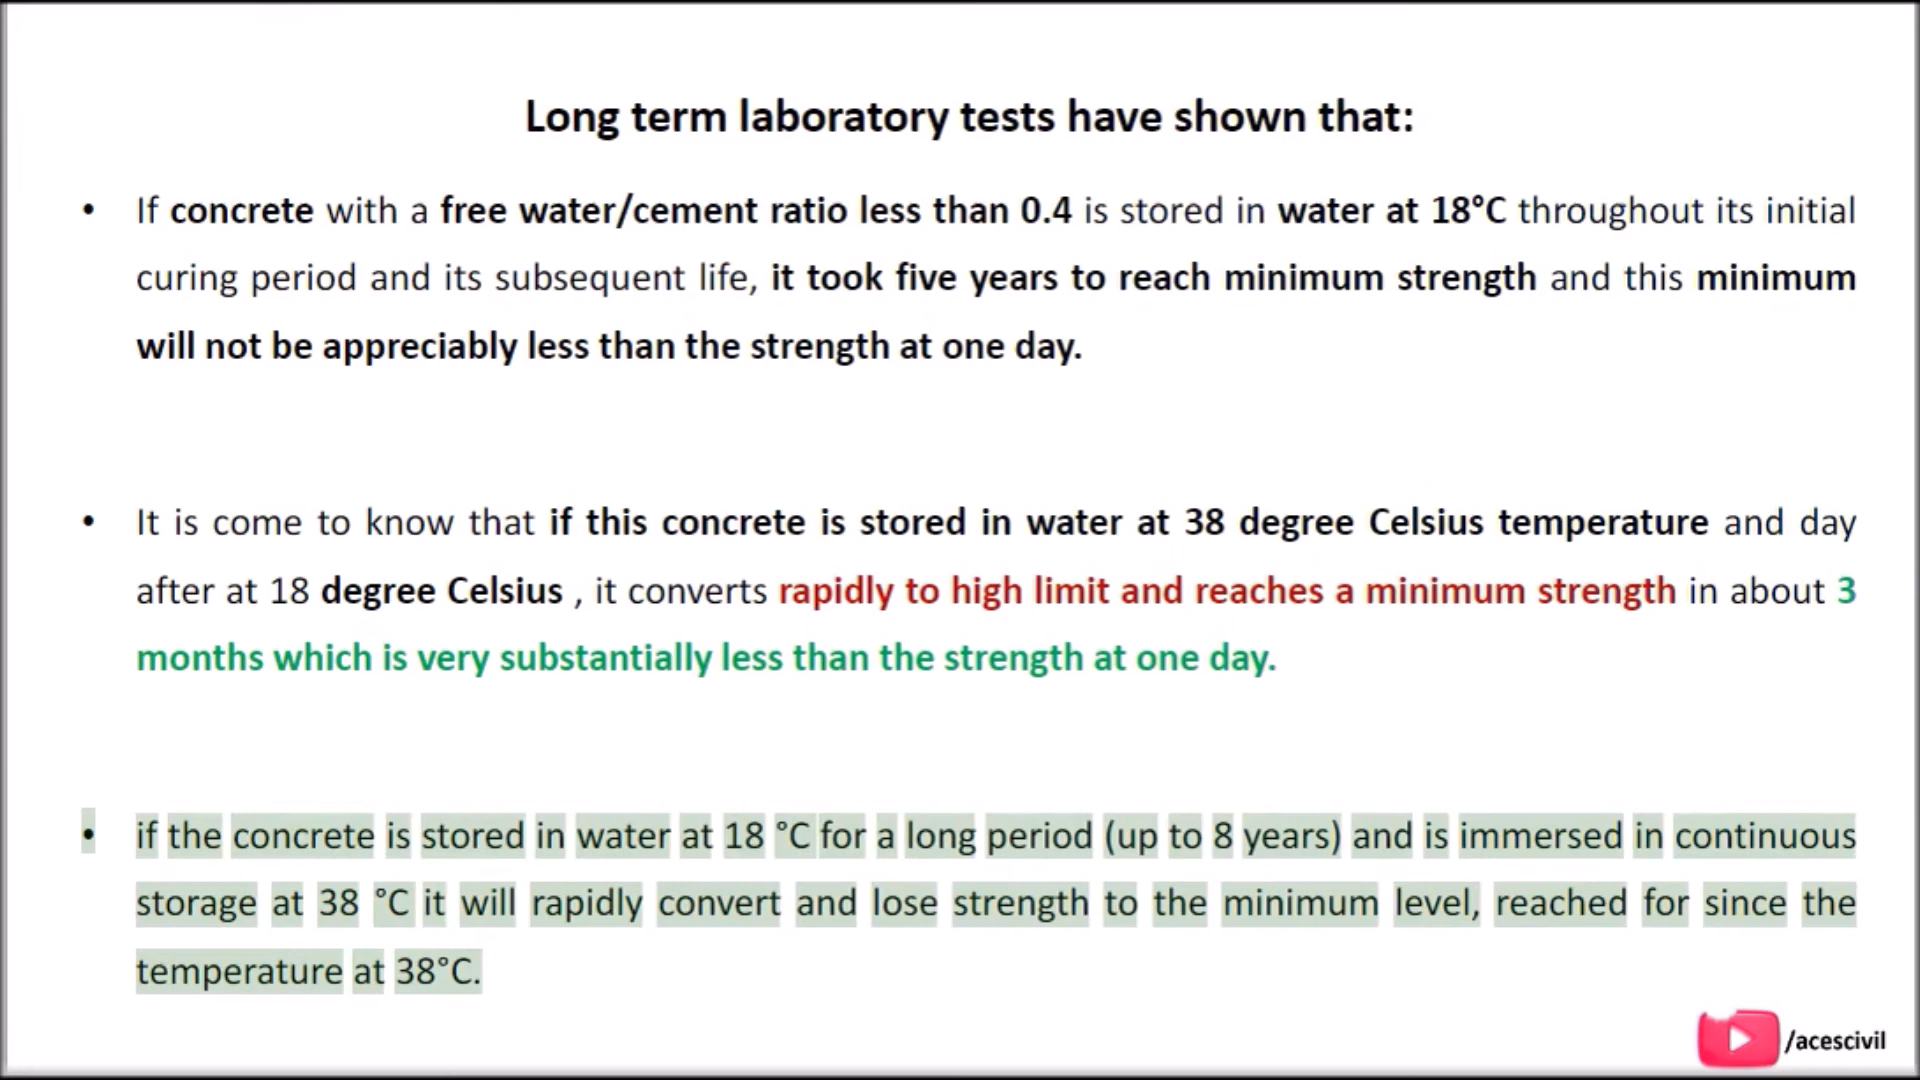 Long term laboratory tests have shown that:
• If concrete with a free water/cement ratio less than 0.4 is stored in water at 18°C throughout its initial
curing period and its subsequent life, it took five years to reach minimum strength and this minimum
will not be appreciably less than the strength at one day.
• It is come to know that if this concrete is stored in water at 38 degree Celsius temperature and day
after at 18 degree Celsius , it converts rapidly to high limit and reaches a minimum strength in about 3
months which is very substantially less than the strength at one day.
• if the concrete is stored in water at 18 °C for a long period (up to 8 years) and is immersed in continuous
storage at 38 °C it will rapidly convert and lose strength to the minimum level, reached for since the
temperature at 38°C.
/acescivil